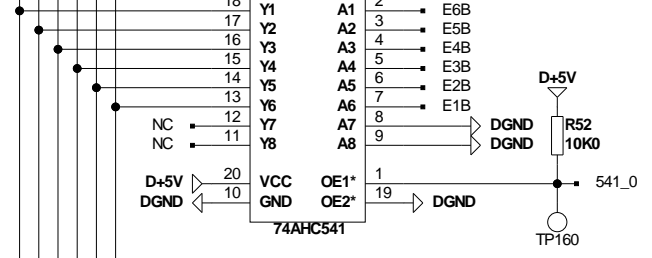 18 Y1 A1 2 E6B
17 Y2 A2 3 E5B
16 Y3 A3 4 E4B
15 Y4 A4 5 E3B
14 Y5 A5 6 E2B
13 Y6 A6 7 E1B
NC 12 Y7 A7 8 DGND
NC 11 Y8 A8 9 DGND
D+5V
R52
10K0
D+5V 20 VCC OE1* 1 541_0
DGND 10 GND OE2* 19 DGND
74AHC541
TP160